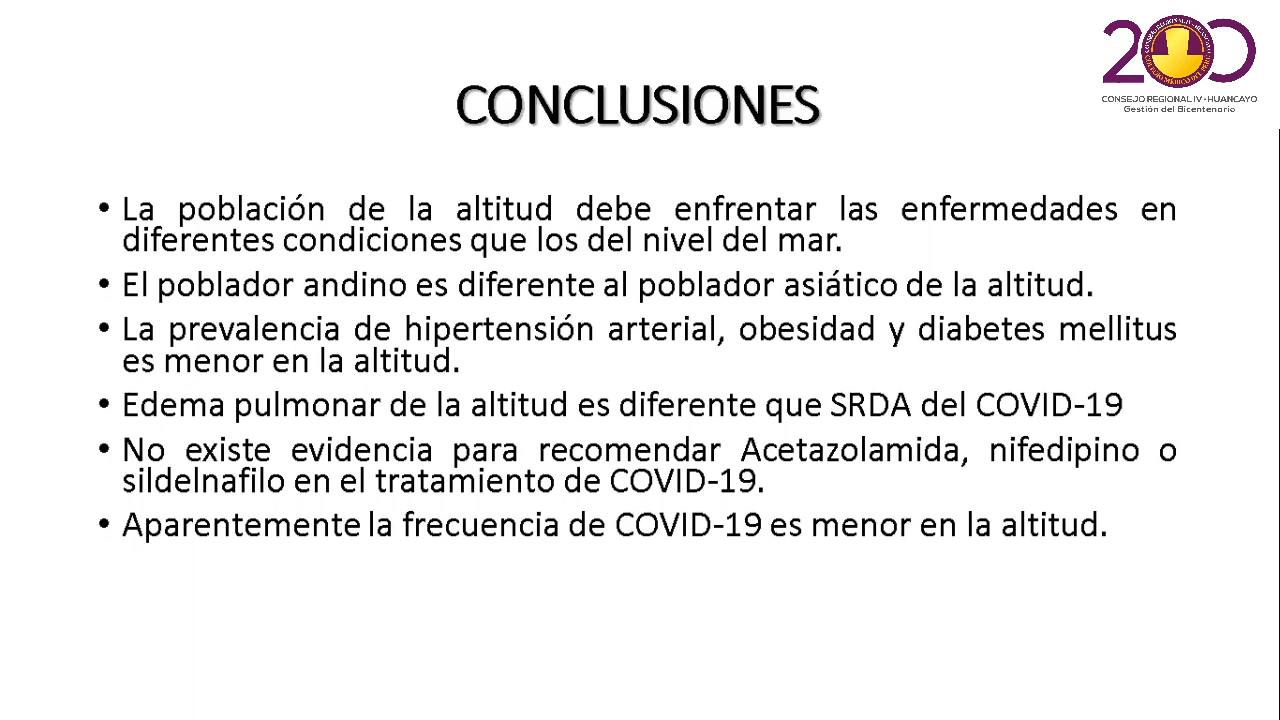 200
CONSEJO REGIONAL IV - HUANCAYO
Gestión del Bicentenario
CONCLUSIONES
• La población de la altitud debe enfrentar las enfermedades en
diferentes condiciones que los del nivel del mar.
• El poblador andino es diferente al poblador asiático de la altitud.
• La prevalencia de hipertensión arterial, obesidad y diabetes mellitus
es menor en la altitud.
• Edema pulmonar de la altitud es diferente que SRDA del COVID-19
• No existe evidencia para recomendar Acetazolamida, nifedipino o
sildelnafilo en el tratamiento de COVID-19.
• Aparentemente la frecuencia de COVID-19 es menor en la altitud.